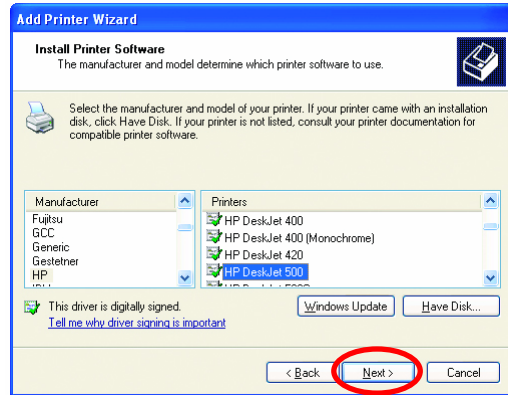 Add Printer Wizard
Install Printer Software
The manufacturer and model determine which printer software to use.
Select the manufacturer and model of your printer. If your printer came with an installation
disk, click Have Disk. If your printer is not listed, consult your printer documentation for
compatible printer software.
Manufacturer
Fujitsu
GCC
Generic
Gestetner
HP
Printers
HP DeskJet 400
HP DeskJet 400 (Monochrome)
HP DeskJet 420
HP DeskJet 500
This driver is digitally signed.
Tell me why driver signing is important
Windows Update
Have Disk...
< Back
Next >
Cancel